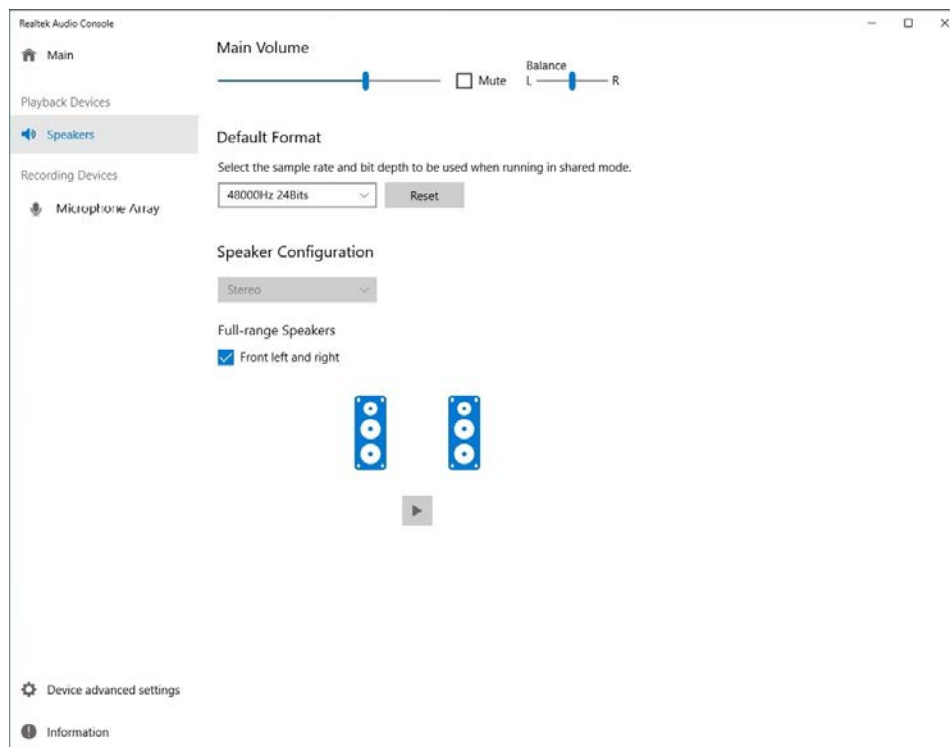 Realtek Audio Console
Main
Playback Devices
Speakers
Recording Devices
Microphone Array
Main Volume
Mute
Balance
L R
Default Format
Select the sample rate and bit depth to be used when running in shared mode.
48000Hz 24Bits
Reset
Speaker Configuration
Stereo
Full-range Speakers
Front left and right
Device advanced settings
Information